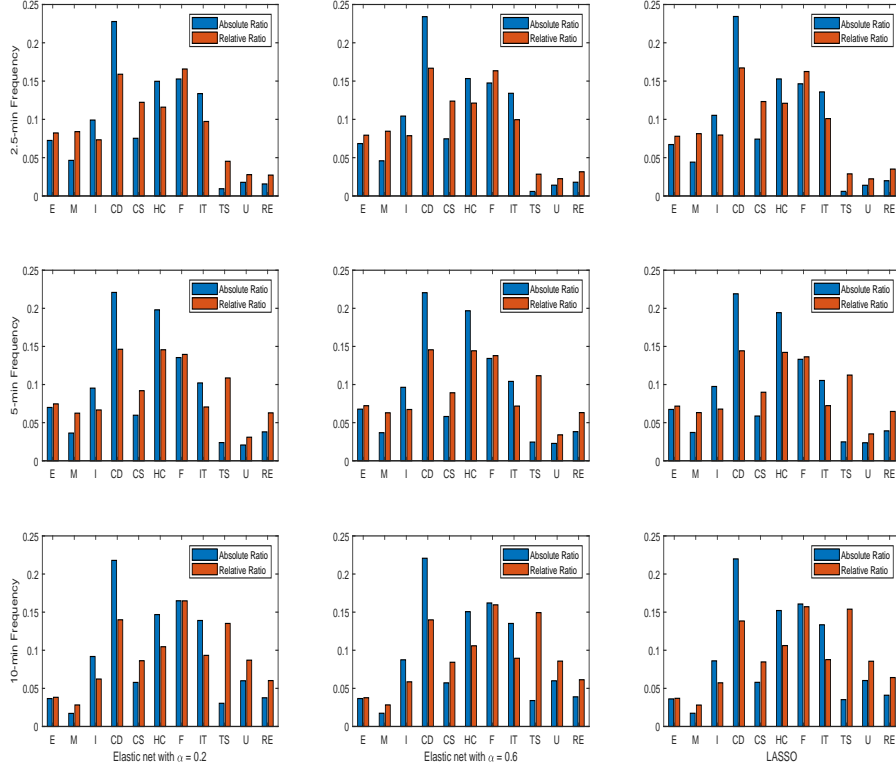 0.25
0.2
0.15
0.1
0.05
0
2.5-min Frequency
E M I CD CS HC F IT TS U RE
Absolute Ratio
Relative Ratio
0.25
0.2
0.15
0.1
0.05
0
E M I CD CS HC F IT TS U RE
Absolute Ratio
Relative Ratio
0.25
0.2
0.15
0.1
0.05
0
E M I CD CS HC F IT TS U RE
Absolute Ratio
Relative Ratio
0.25
0.2
0.15
0.1
0.05
0
5-min Frequency
E M I CD CS HC F IT TS U RE
Absolute Ratio
Relative Ratio
0.25
0.2
0.15
0.1
0.05
0
E M I CD CS HC F IT TS U RE
Absolute Ratio
Relative Ratio
0.25
0.2
0.15
0.1
0.05
0
E M I CD CS HC F IT TS U RE
Absolute Ratio
Relative Ratio
0.25
0.2
0.15
0.1
0.05
0
10-min Frequency
E M I CD CS HC F IT TS U RE
Elastic net with α = 0.2
Absolute Ratio
Relative Ratio
0.25
0.2
0.15
0.1
0.05
0
E M I CD CS HC F IT TS U RE
Elastic net with α = 0.6
Absolute Ratio
Relative Ratio
0.25
0.2
0.15
0.1
0.05
0
E M I CD CS HC F IT TS U RE
LASSO
Absolute Ratio
Relative Ratio